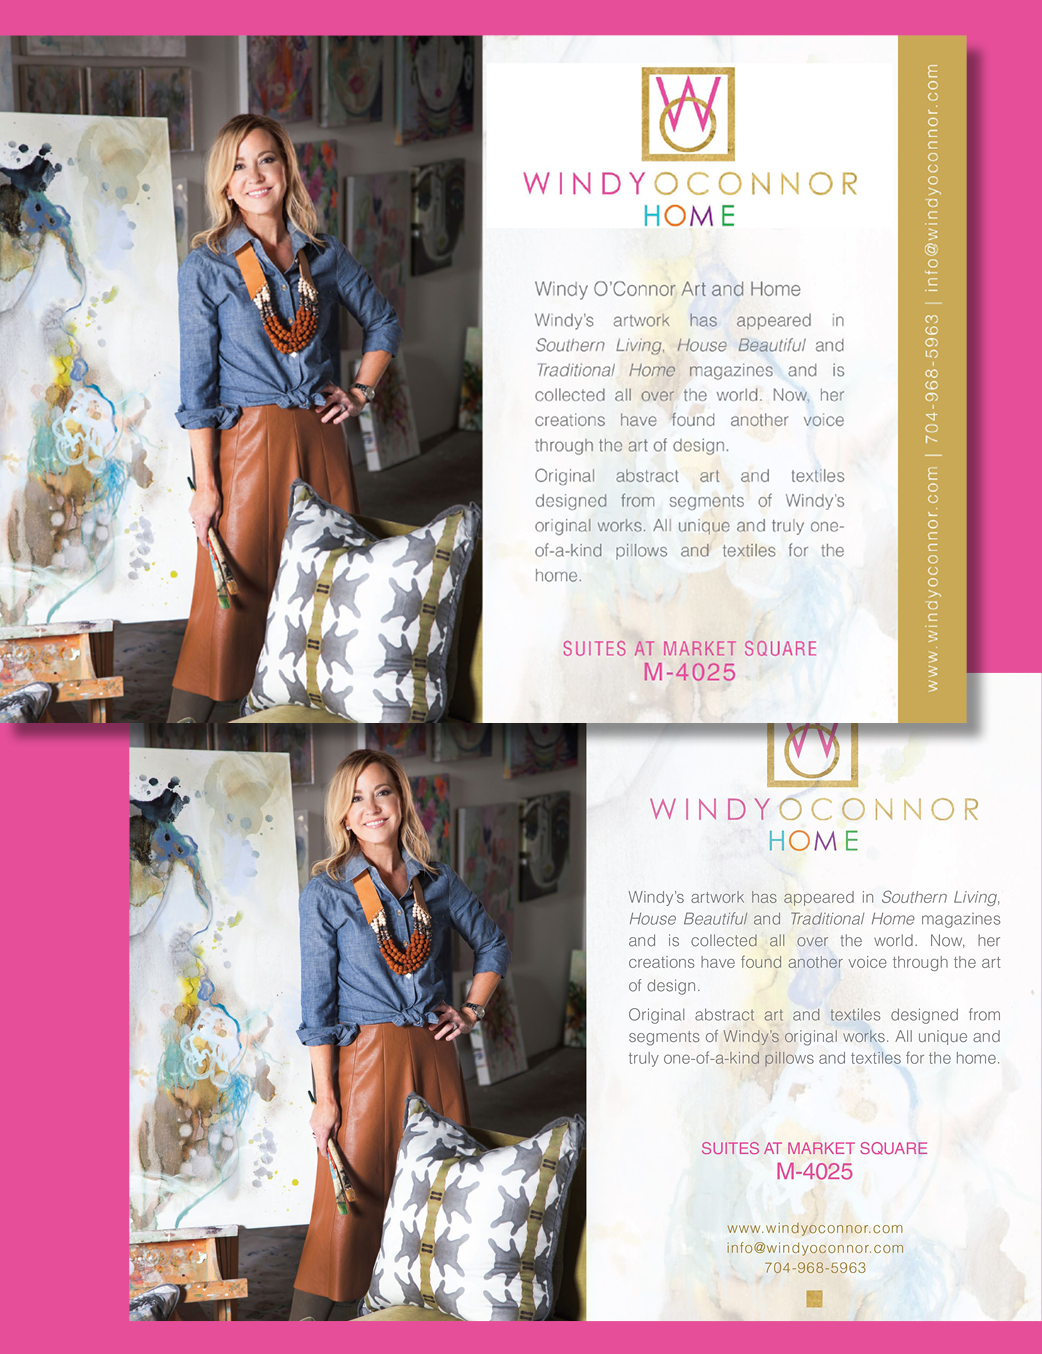 WO
WINDYOCONNOR
HOME
Windy O'Connor Art and Home
Windy's artwork has appeared in
Southern Living, House Beautiful and
Traditional Home magazines and is
collected all over the world. Now, her
creations have found another voice
through the art of design.
Original abstract art and textiles
designed from segments of Windy's
original works. All unique and truly one-
of-a-kind pillows and textiles for the
home.
SUITES AT MARKET SQUARE
M-4025
www.windyoconnor.com | 704-968-5963 | info@windyoconnor.com
WO
WINDYOCONNOR
HOME
Windy's artwork has appeared in Southern Living,
House Beautiful and Traditional Home magazines
and is collected all over the world. Now, her
creations have found another voice through the art
of design.
Original abstract art and textiles designed from
segments of Windy's original works. All unique and
truly one-of-a-kind pillows and textiles for the home.
SUITES AT MARKET SQUARE
M-4025
www.windyoconnor.com
info@windyoconnor.com
704-968-5963